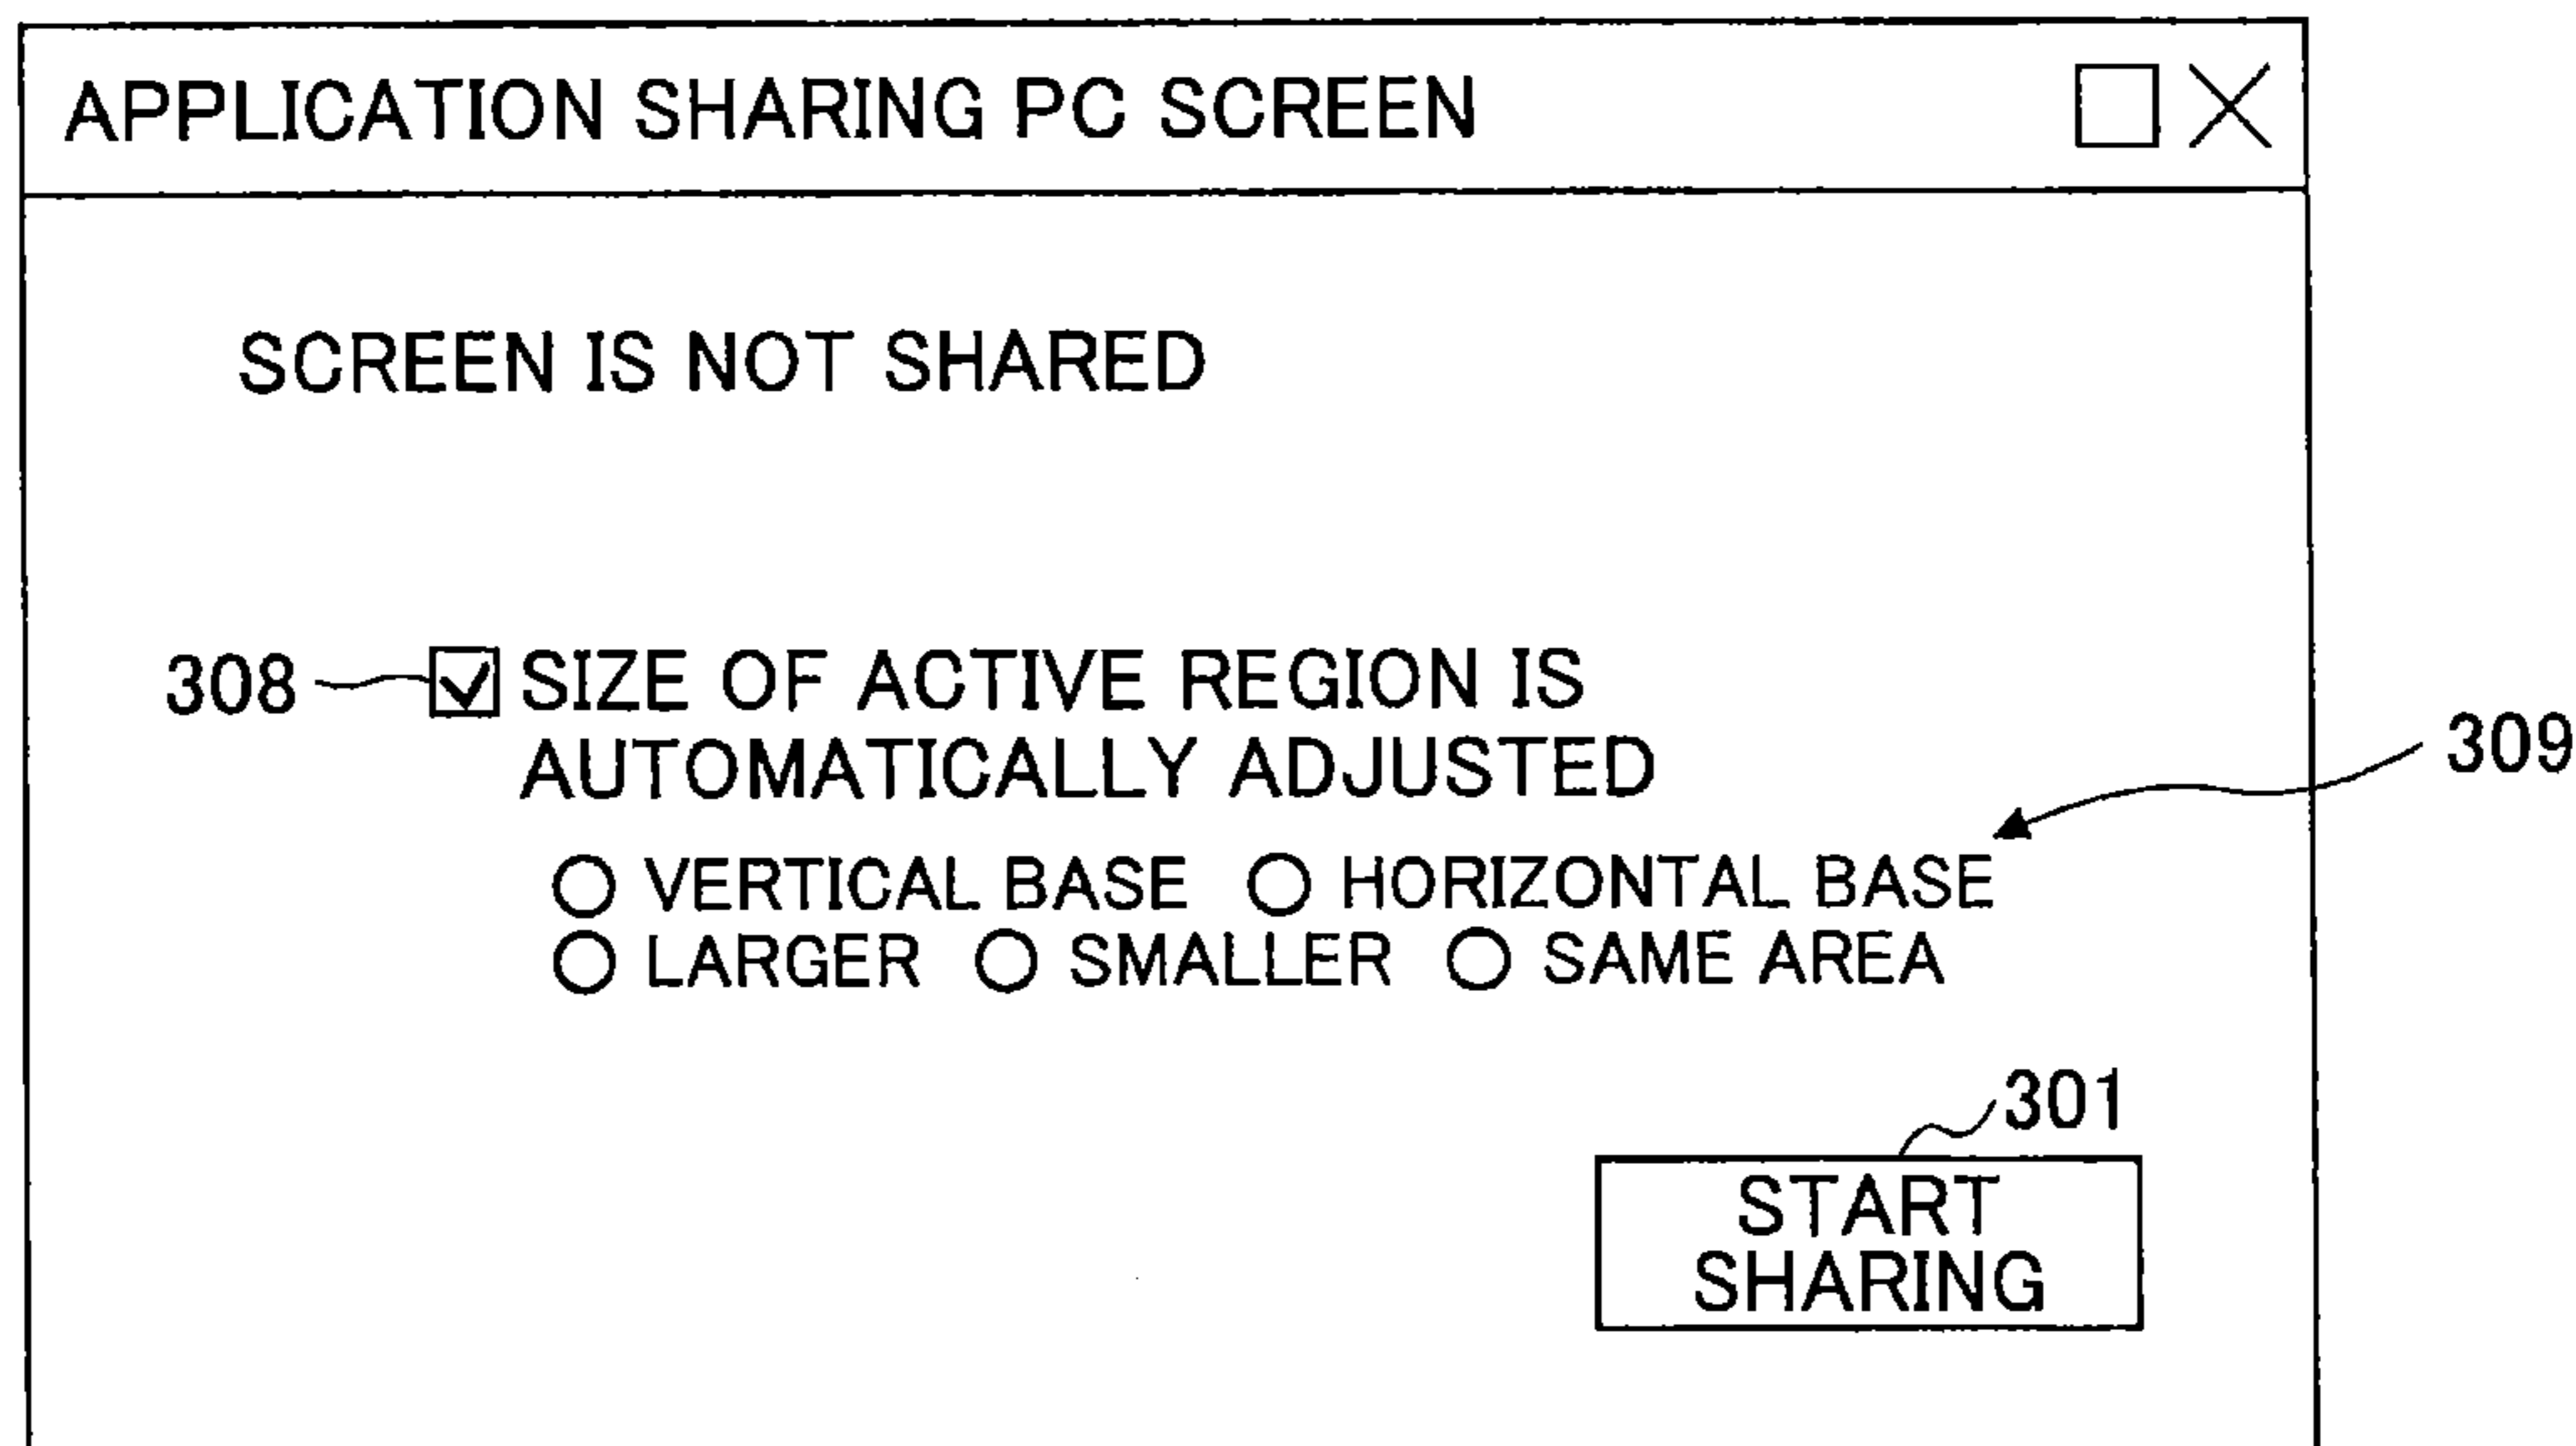 APPLICATION SHARING PC SCREEN
SCREEN IS NOT SHARED
308
SIZE OF ACTIVE REGION IS
AUTOMATICALLY ADJUSTED
309
VERTICAL BASE HORIZONTAL BASE
LARGER SMALLER SAME AREA
301
START
SHARING